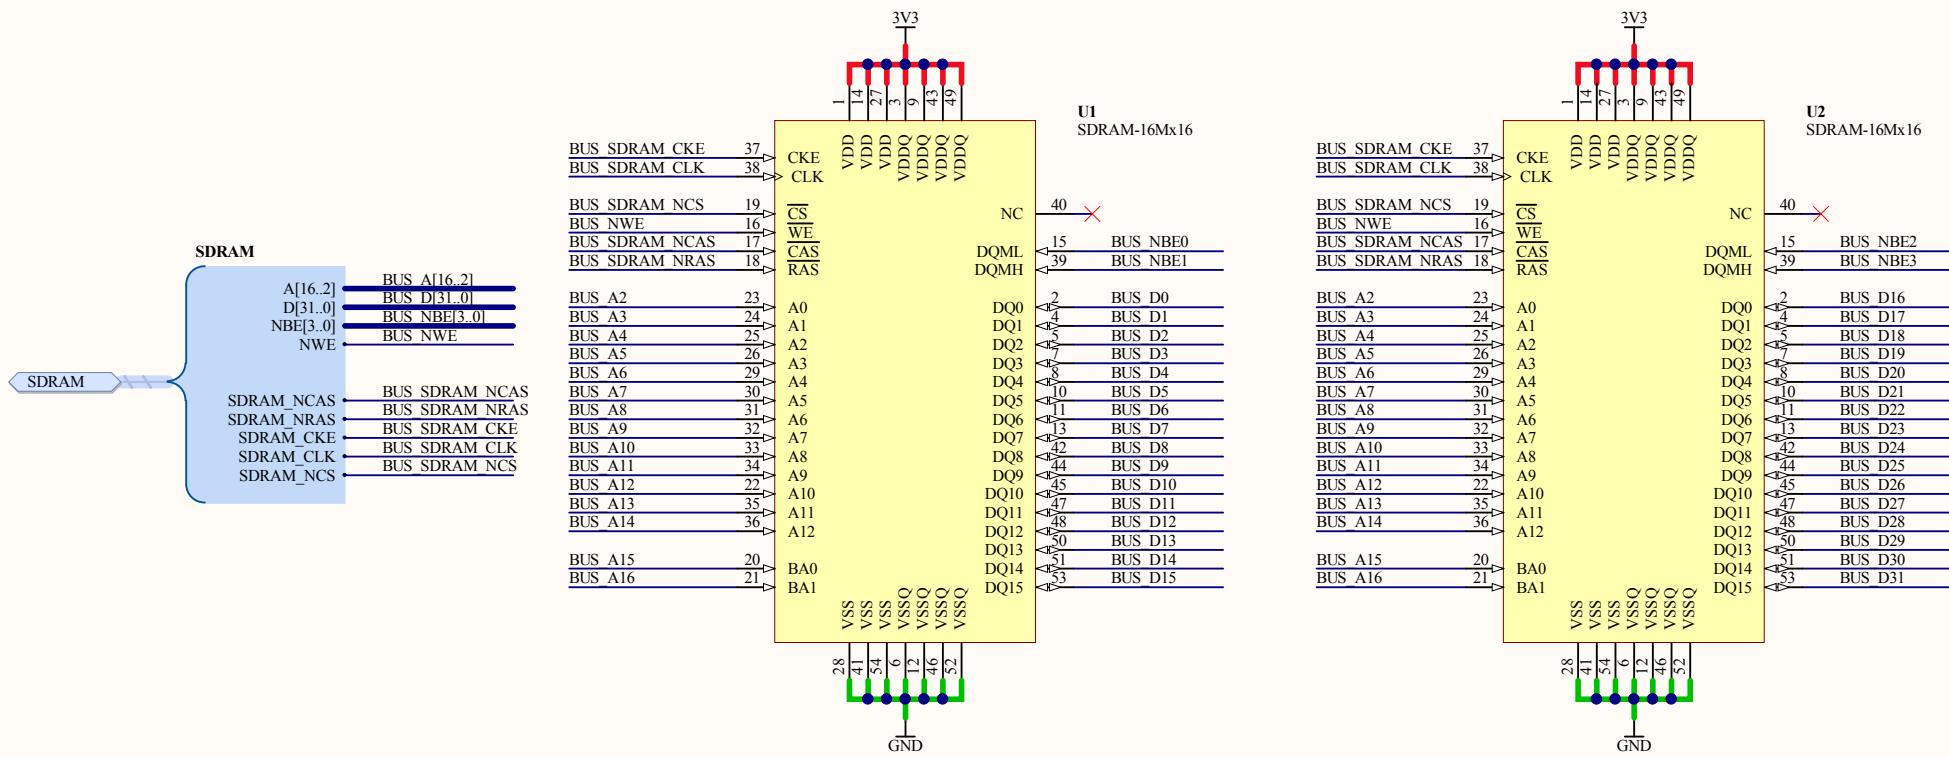 SDRAM
SDRAM
A[16..2] BUS_A[16..2]
D[31..0] BUS_D[31..0]
NBE[3..0] BUS_NBE[3..0]
NWE BUS_NWE
SDRAM_NCAS BUS_SDRAM_NCAS
SDRAM_NRAS BUS_SDRAM_NRAS
SDRAM_CKE BUS_SDRAM_CKE
SDRAM_CLK BUS_SDRAM_CLK
SDRAM_NCS BUS_SDRAM_NCS
3V3
1 14 27 3 9 43 49
VDD VDD VDD VDDQ VDDQ VDDQ VDDQ
U1
SDRAM-16Mx16
BUS_SDRAM_CKE 37 CKE
BUS_SDRAM_CLK 38 CLK
BUS_SDRAM_NCS 19 CS
BUS_NWE 16 WE
BUS_SDRAM_NCAS 17 CAS
BUS_SDRAM_NRAS 18 RAS
BUS_A2 23 A0
BUS_A3 24 A1
BUS_A4 25 A2
BUS_A5 26 A3
BUS_A6 29 A4
BUS_A7 30 A5
BUS_A8 31 A6
BUS_A9 32 A7
BUS_A10 33 A8
BUS_A11 34 A9
BUS_A12 22 A10
BUS_A13 35 A11
BUS_A14 36 A12
BUS_A15 20 BA0
BUS_A16 21 BA1
NC 40
DQML 15 BUS_NBE0
DQMH 39 BUS_NBE1
DQ0 2 BUS_D0
DQ1 4 BUS_D1
DQ2 5 BUS_D2
DQ3 7 BUS_D3
DQ4 8 BUS_D4
DQ5 10 BUS_D5
DQ6 11 BUS_D6
DQ7 13 BUS_D7
DQ8 42 BUS_D8
DQ9 44 BUS_D9
DQ10 45 BUS_D10
DQ11 47 BUS_D11
DQ12 48 BUS_D12
DQ13 50 BUS_D13
DQ14 51 BUS_D14
DQ15 53 BUS_D15
VSS VSS VSS VSSQ VSSQ VSSQ VSSQ
28 41 54 6 12 46 52
GND
3V3
1 14 27 3 9 43 49
VDD VDD VDD VDDQ VDDQ VDDQ VDDQ
U2
SDRAM-16Mx16
BUS_SDRAM_CKE 37 CKE
BUS_SDRAM_CLK 38 CLK
BUS_SDRAM_NCS 19 CS
BUS_NWE 16 WE
BUS_SDRAM_NCAS 17 CAS
BUS_SDRAM_NRAS 18 RAS
BUS_A2 23 A0
BUS_A3 24 A1
BUS_A4 25 A2
BUS_A5 26 A3
BUS_A6 29 A4
BUS_A7 30 A5
BUS_A8 31 A6
BUS_A9 32 A7
BUS_A10 33 A8
BUS_A11 34 A9
BUS_A12 22 A10
BUS_A13 35 A11
BUS_A14 36 A12
BUS_A15 20 BA0
BUS_A16 21 BA1
NC 40
DQML 15 BUS_NBE2
DQMH 39 BUS_NBE3
DQ0 2 BUS_D16
DQ1 4 BUS_D17
DQ2 5 BUS_D18
DQ3 7 BUS_D19
DQ4 8 BUS_D20
DQ5 10 BUS_D21
DQ6 11 BUS_D22
DQ7 13 BUS_D23
DQ8 42 BUS_D24
DQ9 44 BUS_D25
DQ10 45 BUS_D26
DQ11 47 BUS_D27
DQ12 48 BUS_D28
DQ13 50 BUS_D29
DQ14 51 BUS_D30
DQ15 53 BUS_D31
VSS VSS VSS VSSQ VSSQ VSSQ VSSQ
28 41 54 6 12 46 52
GND